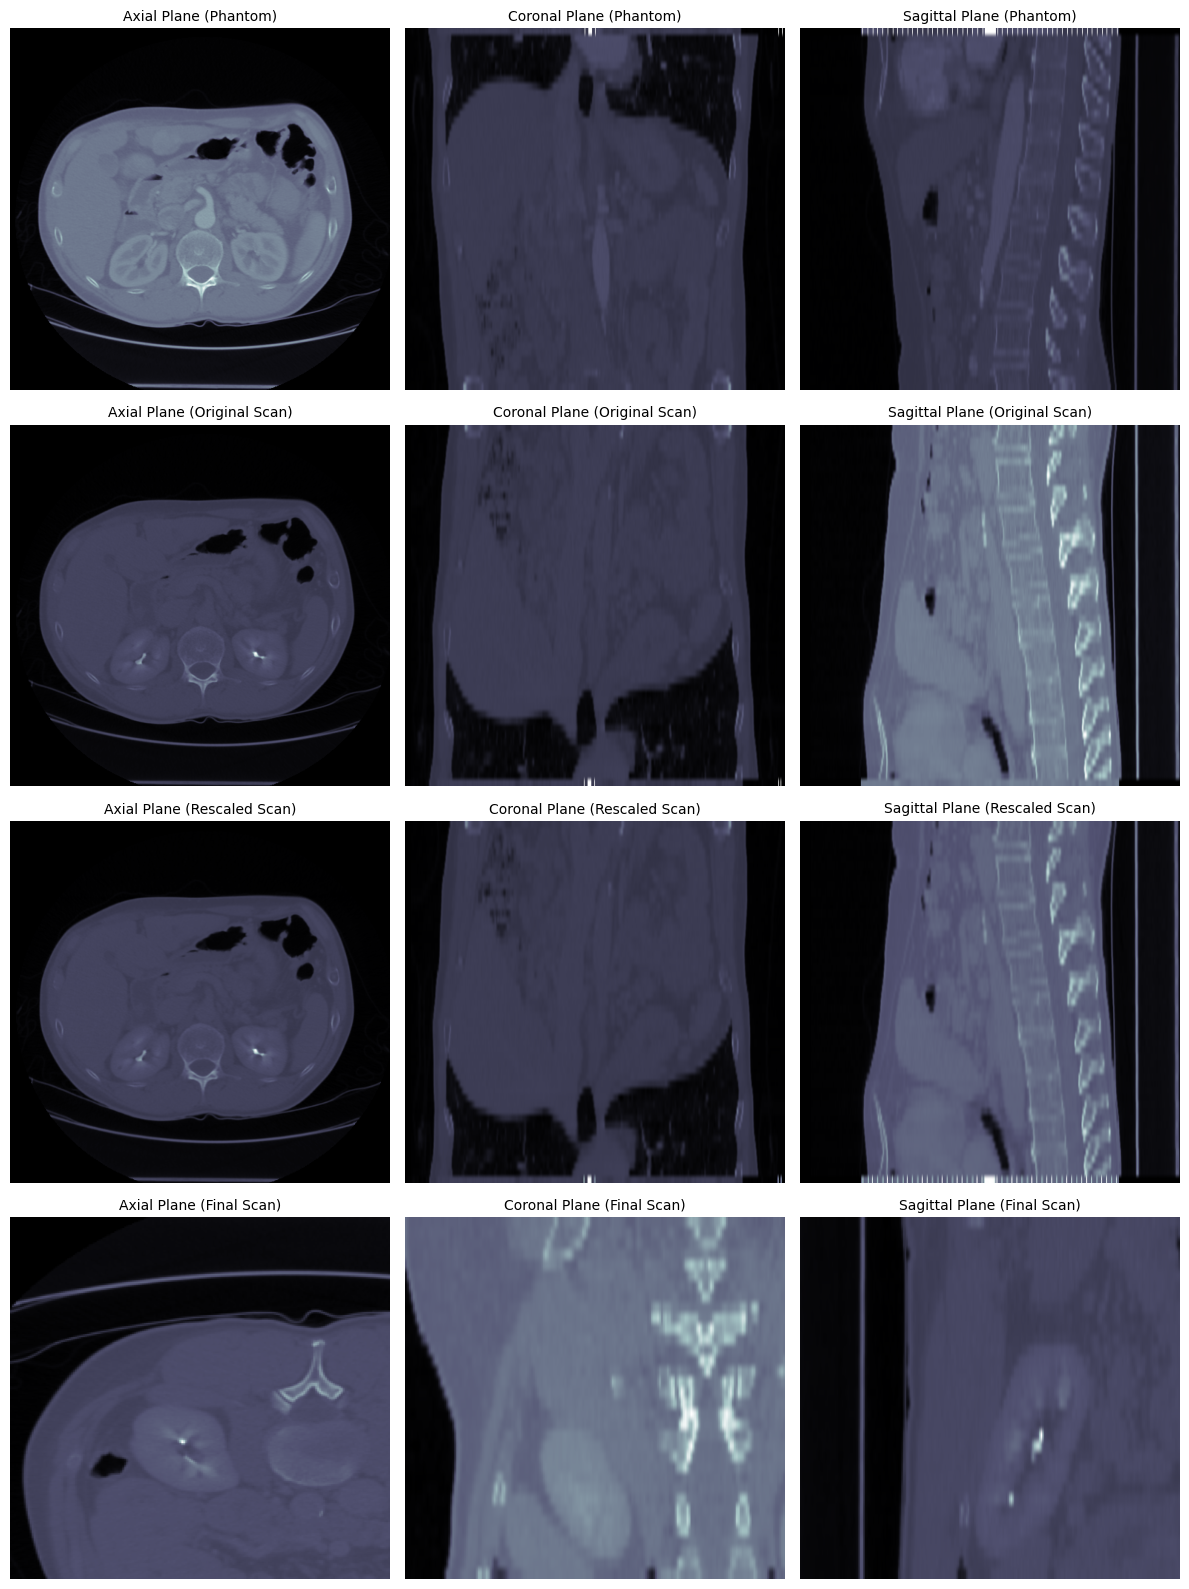 Axial Plane (Phantom)
Coronal Plane (Phantom)
Sagittal Plane (Phantom)
Axial Plane (Original Scan)
Coronal Plane (Original Scan)
Sagittal Plane (Original Scan)
Axial Plane (Rescaled Scan)
Coronal Plane (Rescaled Scan)
Sagittal Plane (Rescaled Scan)
Axial Plane (Final Scan)
Coronal Plane (Final Scan)
Sagittal Plane (Final Scan)